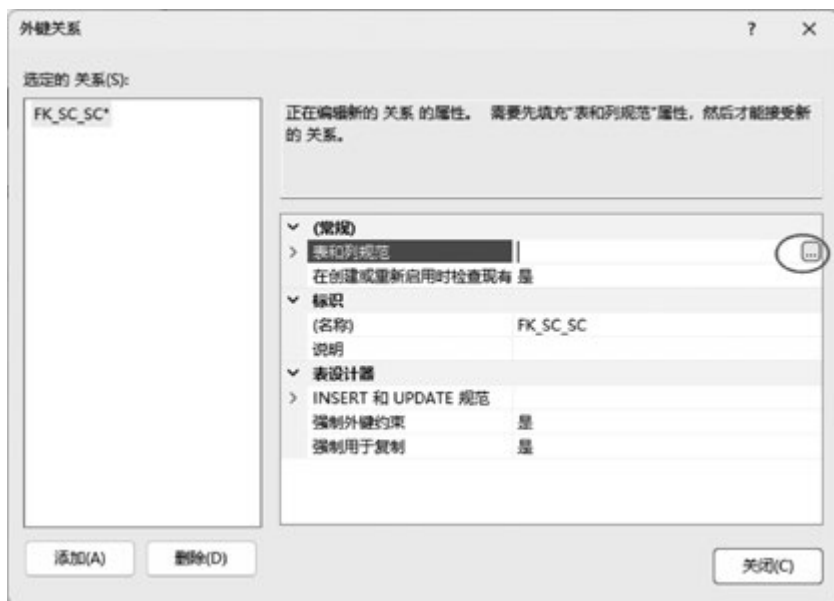 外键关系
选定的 关系(S):
FK_SC_SC*
正在编辑新的 关系 的属性。 需要先填充"表和列规范"属性，然后才能接受新
的 关系。
(常规)
表和列规范
在创建或重新启用时检查现有 是
标识
(名称) FK_SC_SC
说明
表设计器
INSERT 和 UPDATE 规范
强制外键约束 是
强制用于复制 是
添加(A) 删除(D) 关闭(C)